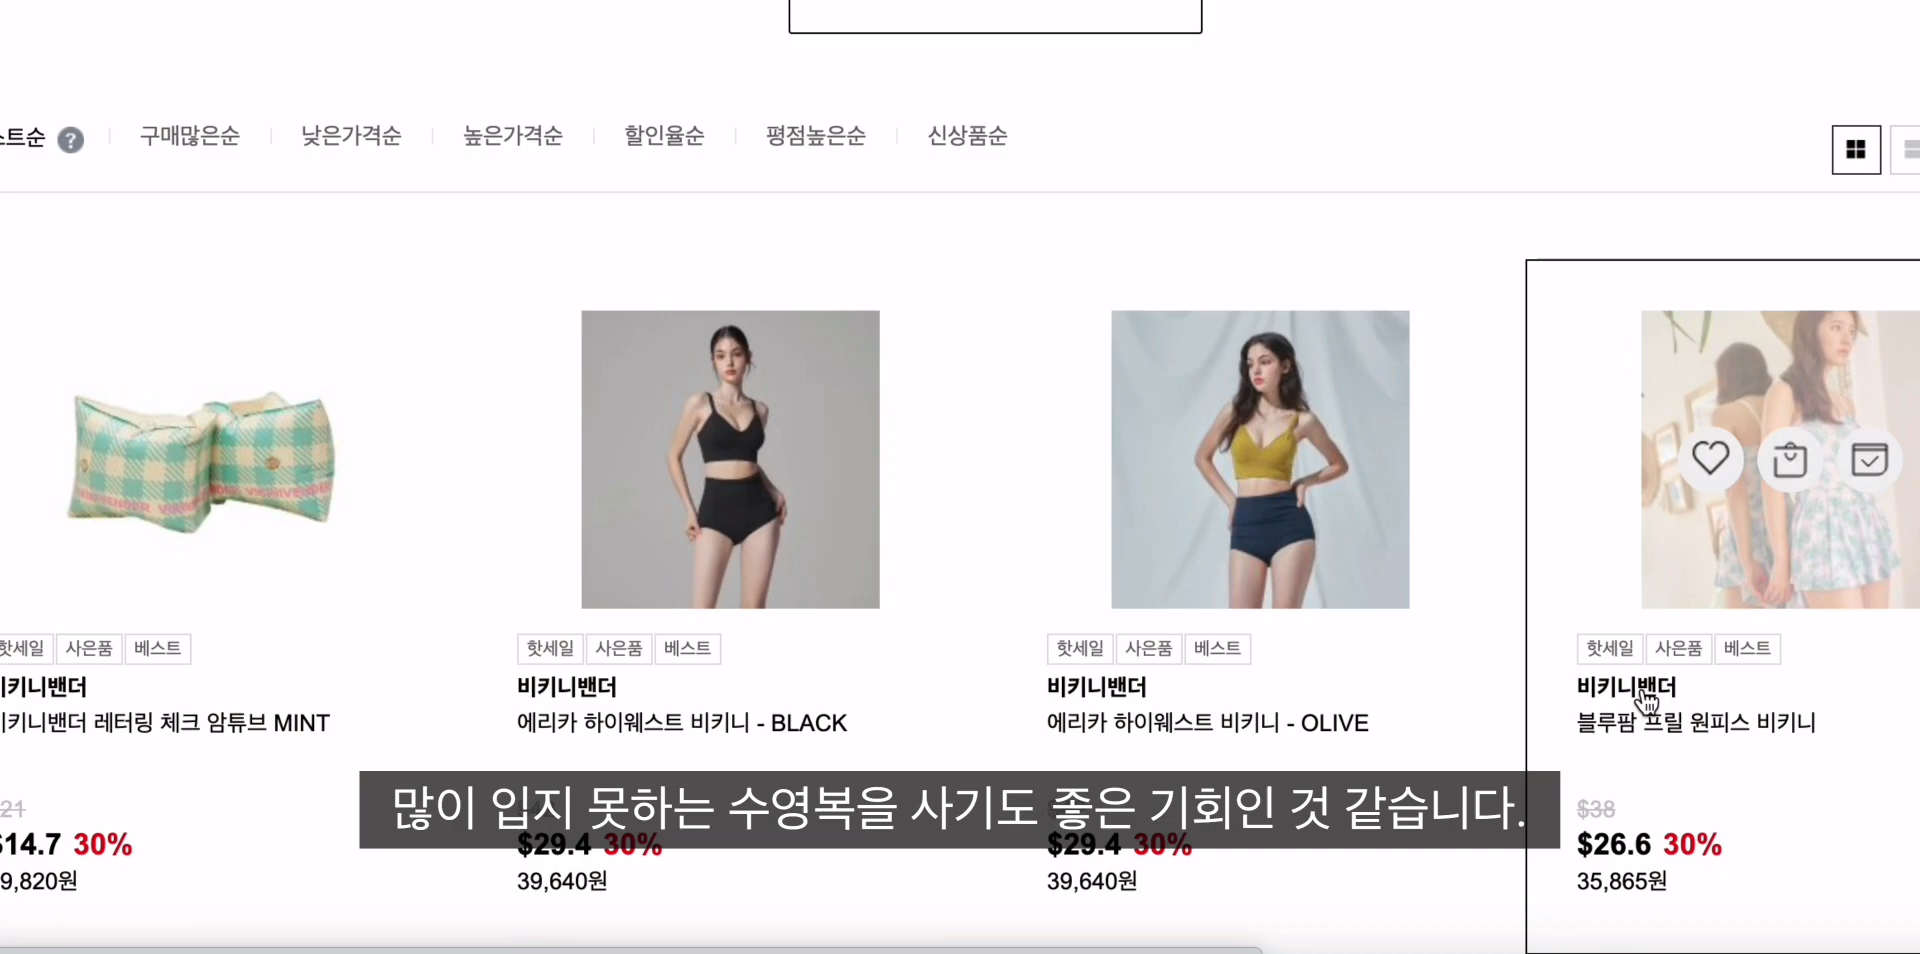 스트순 ?
구매많은순
낮은가격순
높은가격순
할인율순
평점높은순
신상품순
핫세일 사은품 베스트
비키니밴더
비키니밴더 레터링 체크 암튜브 MINT
21
$14.7 30%
9,820원
핫세일 사은품 베스트
비키니밴더
에리카 하이웨스트 비키니 - BLACK
$29.4 30%
39,640원
핫세일 사은품 베스트
비키니밴더
에리카 하이웨스트 비키니 - OLIVE
$29.4 30%
39,640원
핫세일 사은품 베스트
비키니밴더
블루팜 프릴 원피스 비키니
$38
$26.6 30%
35,865원
많이 입지 못하는 수영복을 사기도 좋은 기회인 것 같습니다.